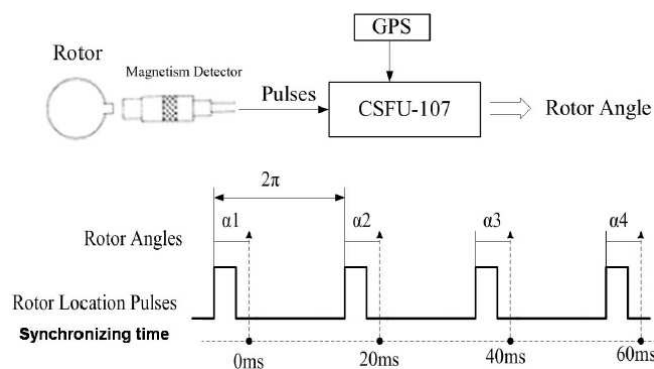 GPS
Rotor
Magnetism Detector
Pulses
CSFU-107
Rotor Angle
2π
Rotor Angles
α1
α2
α3
α4
Rotor Location Pulses
Synchronizing time
0ms
20ms
40ms
60ms